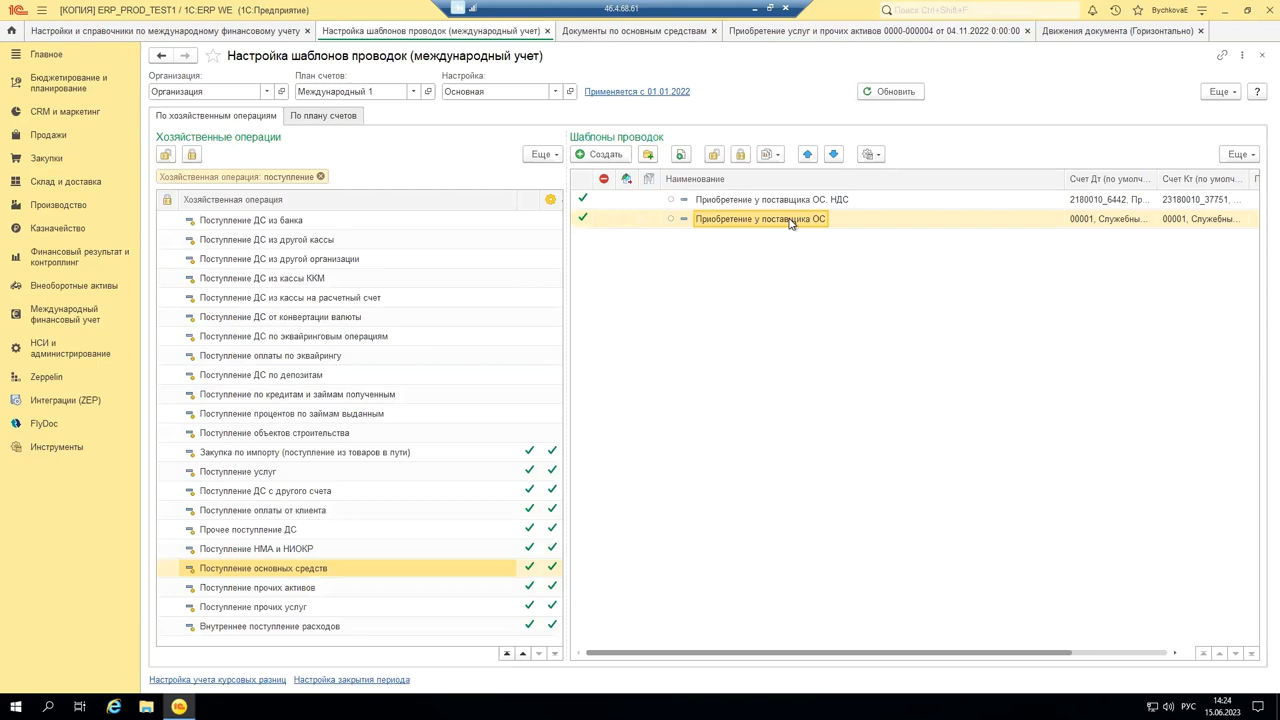 [КОПИЯ] ERP_PROD_TEST1 / 1С:ERP WE (1С:Предприятие)
46.4.68.61
Поиск Ctrl+Shift+F
BychkovaE
Настройки и справочники по международному финансовому учету ×
Настройка шаблонов проводок (международный учет) ×
Документы по основным средствам ×
Приобретение услуг и прочих активов 0000-000004 от 04.11.2022 0:00:00 ×
Движения документа (Горизонтально) ×
Главное
Бюджетирование и
планирование
CRM и маркетинг
Продажи
Закупки
Склад и доставка
Производство
Казначейство
Финансовый результат и
контроллинг
Внеоборотные активы
Международный
финансовый учет
НСИ и
администрирование
Zeppelin
Интеграции (ZEP)
FlyDoc
Инструменты
Настройка шаблонов проводок (международный учет)
Организация: План счетов: Настройка:
Организация Международный 1 Основная Применяется с 01.01.2022 Обновить Еще ?
По хозяйственным операциям По плану счетов
Хозяйственные операции
Еще
Хозяйственная операция: поступление
Хозяйственная операция
Поступление ДС из банка
Поступление ДС из другой кассы
Поступление ДС из другой организации
Поступление ДС из кассы ККМ
Поступление ДС из кассы на расчетный счет
Поступление ДС от конвертации валюты
Поступление ДС по эквайринговым операциям
Поступление оплаты по эквайрингу
Поступление ДС по депозитам
Поступление по кредитам и займам полученным
Поступление процентов по займам выданным
Поступление объектов строительства
Закупка по импорту (поступление из товаров в пути)
Поступление услуг
Поступление ДС с другого счета
Поступление оплаты от клиента
Прочее поступление ДС
Поступление НМА и НИОКР
Поступление основных средств
Поступление прочих активов
Поступление прочих услуг
Внутреннее поступление расходов
Шаблоны проводок
Создать Еще
Наименование Счет Дт (по умолч... Счет Кт (по умолч... П
Приобретение у поставщика ОС. НДС 2180010_6442, Пр... 23180010_37751, ...
Приобретение у поставщика ОС 00001, Служебны... 00001, Служебны...
Настройка учета курсовых разниц Настройка закрытия периода
РУС
14:24
15.06.2023